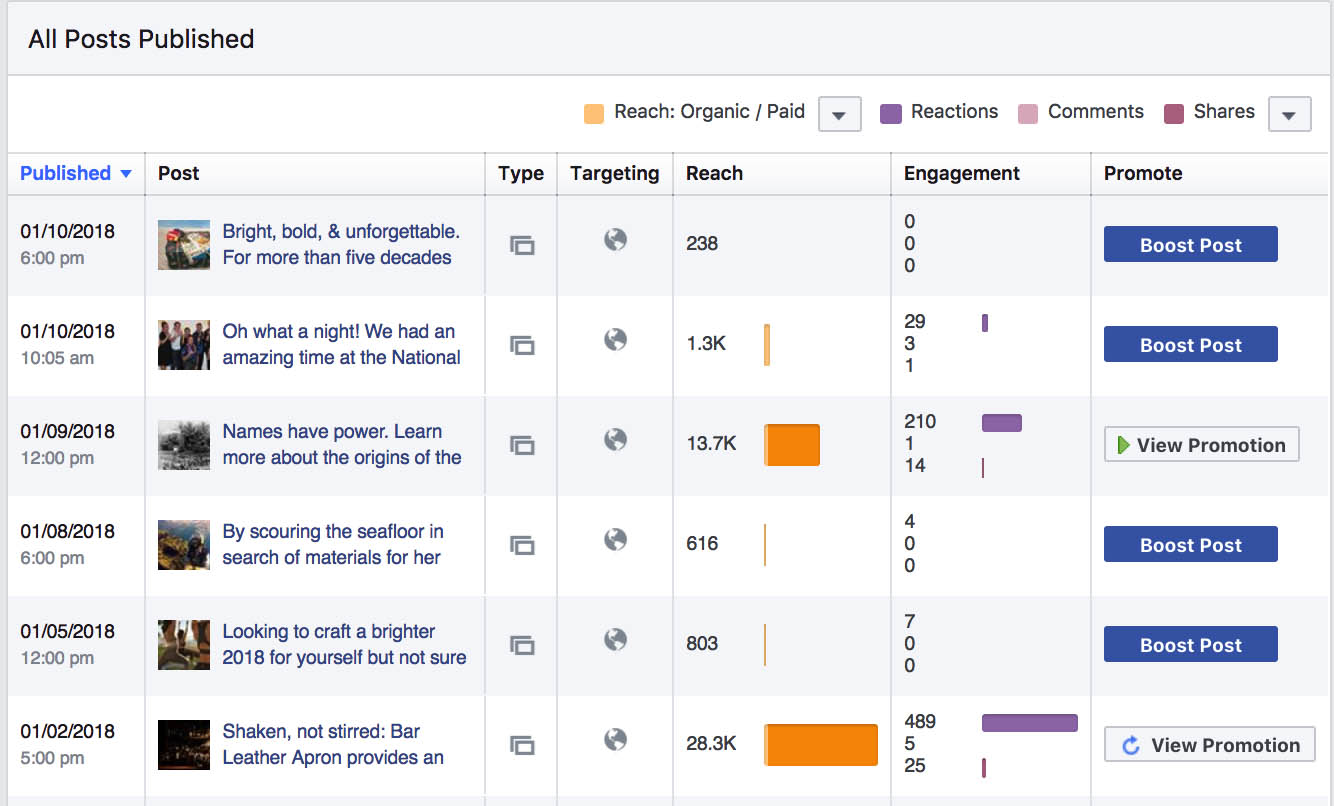 All Posts Published
Reach: Organic / Paid Reactions Comments Shares
Published Post Type Targeting Reach Engagement Promote
01/10/2018
6:00 pm
Bright, bold, & unforgettable.
For more than five decades
238
0
0
0
Boost Post
01/10/2018
10:05 am
Oh what a night! We had an
amazing time at the National
1.3K
29
3
1
Boost Post
01/09/2018
12:00 pm
Names have power. Learn
more about the origins of the
13.7K
210
1
14
View Promotion
01/08/2018
6:00 pm
By scouring the seafloor in
search of materials for her
616
4
0
0
Boost Post
01/05/2018
12:00 pm
Looking to craft a brighter
2018 for yourself but not sure
803
7
0
0
Boost Post
01/02/2018
5:00 pm
Shaken, not stirred: Bar
Leather Apron provides an
28.3K
489
5
25
View Promotion